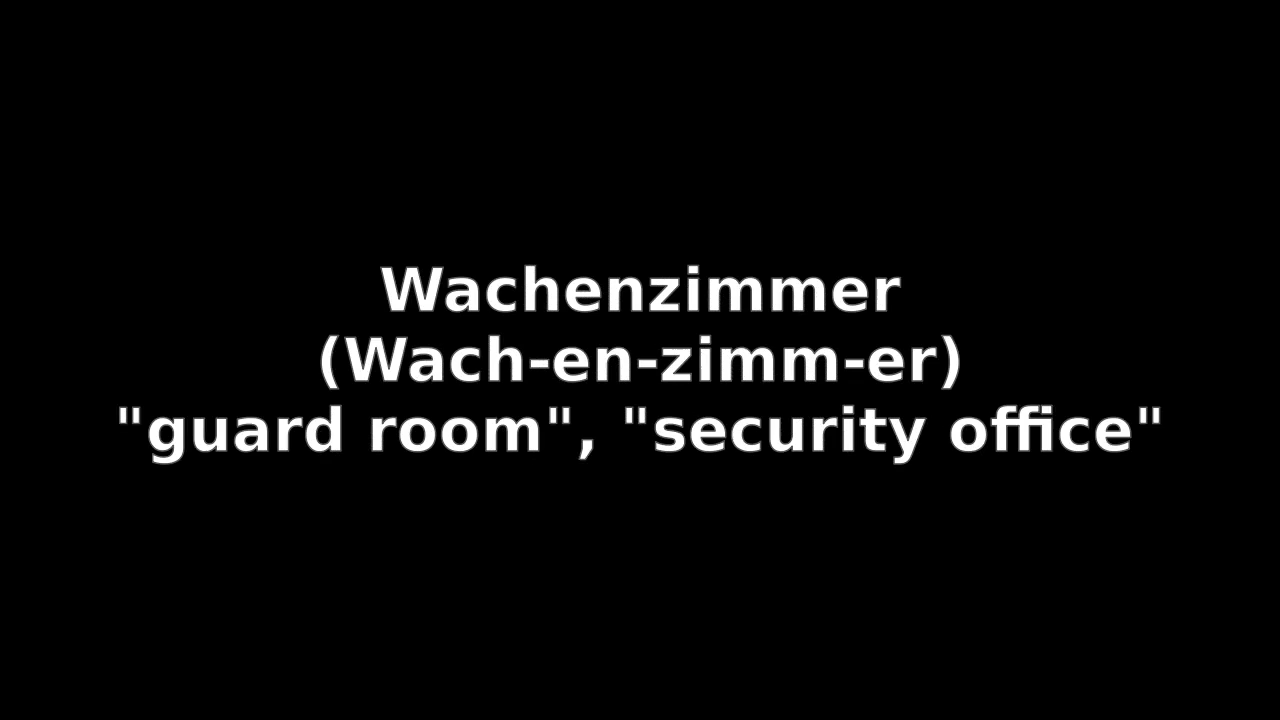 Wachenzimmer
(Wach-en-zimm-er)
"guard room", "security office"